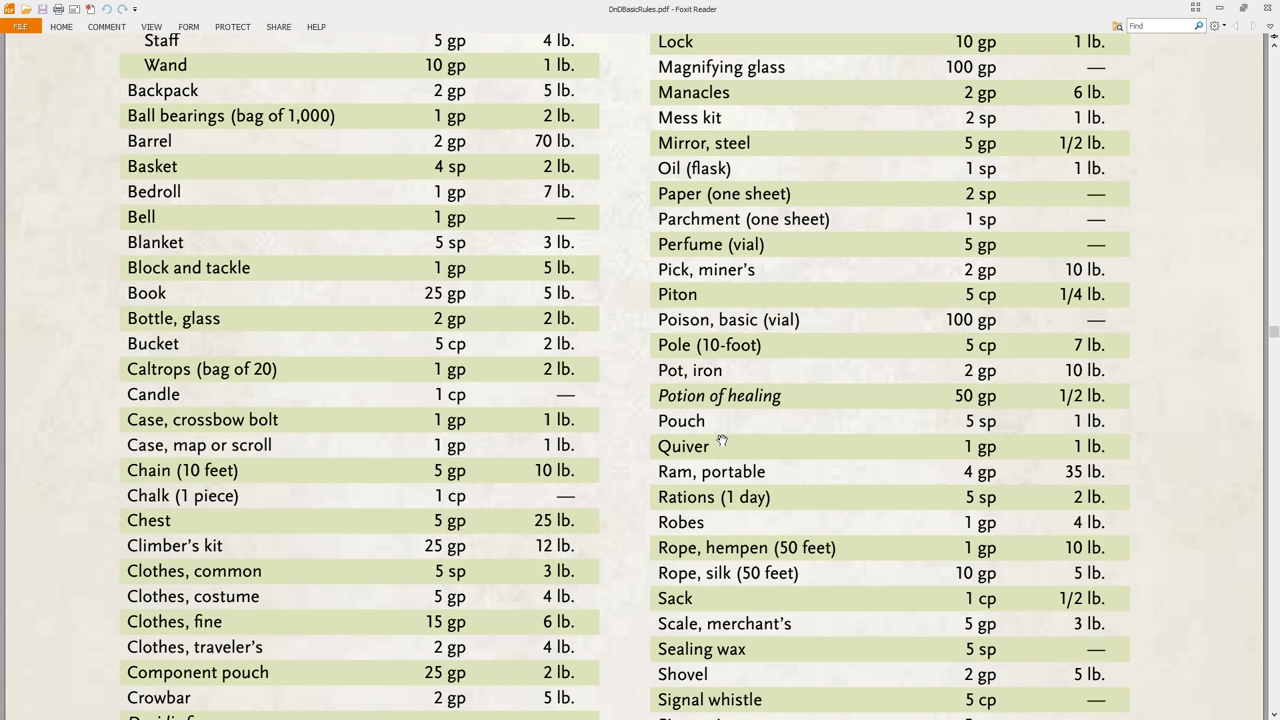 DnDBasicRules.pdf - Foxit Reader
FILE HOME COMMENT VIEW FORM PROTECT SHARE HELP
Find
Staff 5 gp 4 lb.
Wand 10 gp 1 lb.
Backpack 2 gp 5 lb.
Ball bearings (bag of 1,000) 1 gp 2 lb.
Barrel 2 gp 70 lb.
Basket 4 sp 2 lb.
Bedroll 1 gp 7 lb.
Bell 1 gp —
Blanket 5 sp 3 lb.
Block and tackle 1 gp 5 lb.
Book 25 gp 5 lb.
Bottle, glass 2 gp 2 lb.
Bucket 5 cp 2 lb.
Caltrops (bag of 20) 1 gp 2 lb.
Candle 1 cp —
Case, crossbow bolt 1 gp 1 lb.
Case, map or scroll 1 gp 1 lb.
Chain (10 feet) 5 gp 10 lb.
Chalk (1 piece) 1 cp —
Chest 5 gp 25 lb.
Climber's kit 25 gp 12 lb.
Clothes, common 5 sp 3 lb.
Clothes, costume 5 gp 4 lb.
Clothes, fine 15 gp 6 lb.
Clothes, traveler's 2 gp 4 lb.
Component pouch 25 gp 2 lb.
Crowbar 2 gp 5 lb.
Lock 10 gp 1 lb.
Magnifying glass 100 gp —
Manacles 2 gp 6 lb.
Mess kit 2 sp 1 lb.
Mirror, steel 5 gp 1/2 lb.
Oil (flask) 1 sp 1 lb.
Paper (one sheet) 2 sp —
Parchment (one sheet) 1 sp —
Perfume (vial) 5 gp —
Pick, miner's 2 gp 10 lb.
Piton 5 cp 1/4 lb.
Poison, basic (vial) 100 gp —
Pole (10-foot) 5 cp 7 lb.
Pot, iron 2 gp 10 lb.
Potion of healing 50 gp 1/2 lb.
Pouch 5 sp 1 lb.
Quiver 1 gp 1 lb.
Ram, portable 4 gp 35 lb.
Rations (1 day) 5 sp 2 lb.
Robes 1 gp 4 lb.
Rope, hempen (50 feet) 1 gp 10 lb.
Rope, silk (50 feet) 10 gp 5 lb.
Sack 1 cp 1/2 lb.
Scale, merchant's 5 gp 3 lb.
Sealing wax 5 sp —
Shovel 2 gp 5 lb.
Signal whistle 5 cp —